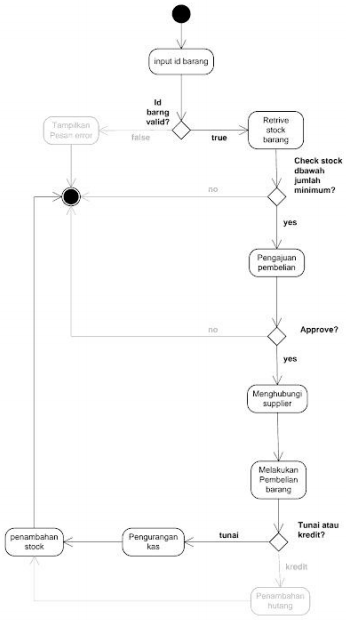 input id barang
Id
barng
valid?
Tampilkan
Pesan error
false
true
Retrive
stock
barang
Check stock
dbawah
jumlah
minimum?
no
yes
Pengajuan
pembelian
no
Approve?
yes
Menghubungi
supplier
Melakukan
Pembelian
barang
Tunai atau
kredit?
tunai
Pengurangan
kas
penambahan
stock
kredit
Penambahan
hutang